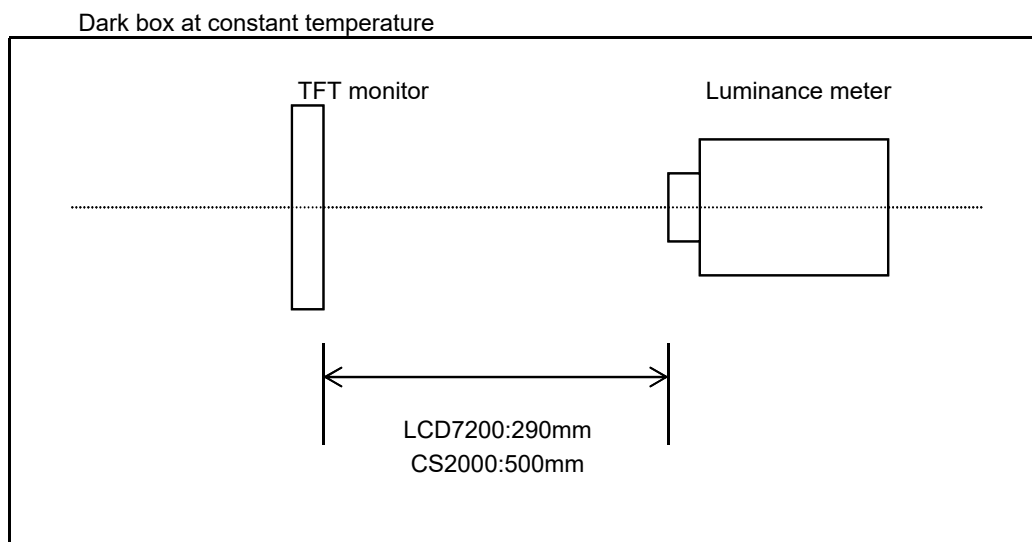 Dark box at constant temperature
TFT monitor
Luminance meter
LCD7200:290mm
CS2000:500mm